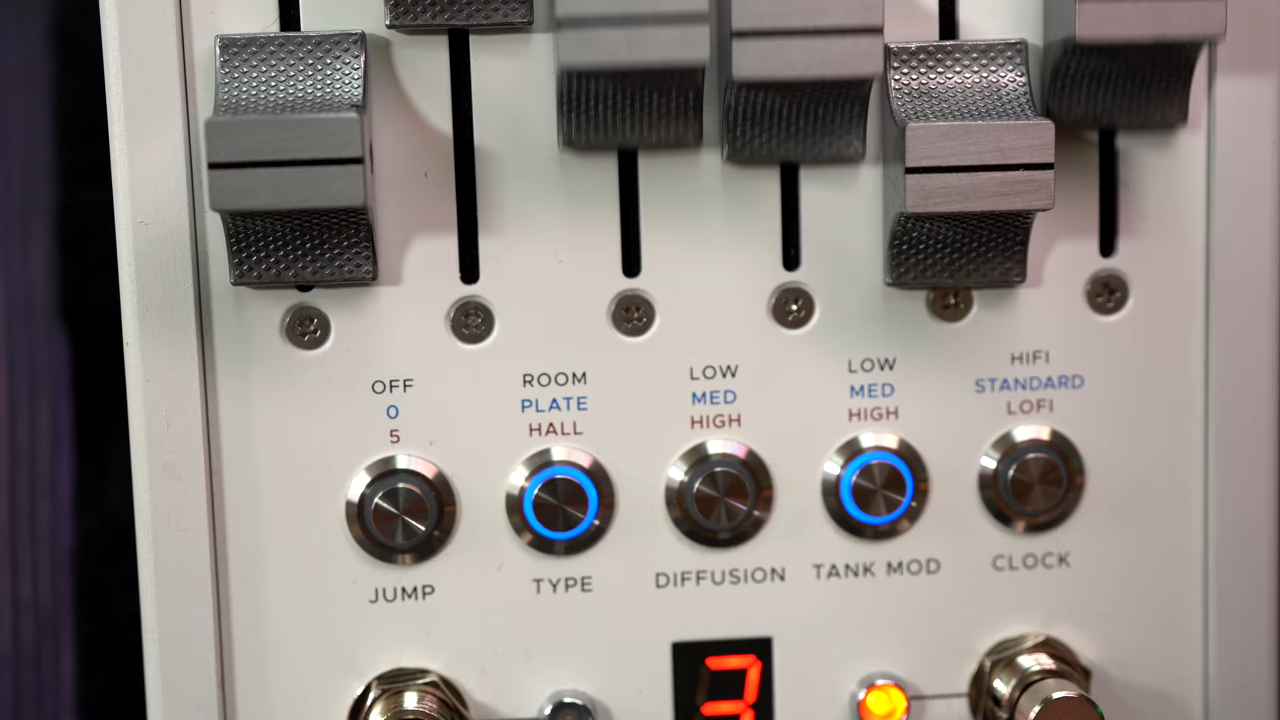 OFF
0
5
ROOM
PLATE
HALL
LOW
MED
HIGH
LOW
MED
HIGH
HIFI
STANDARD
LOFI
JUMP
TYPE
DIFFUSION
TANK MOD
CLOCK
3